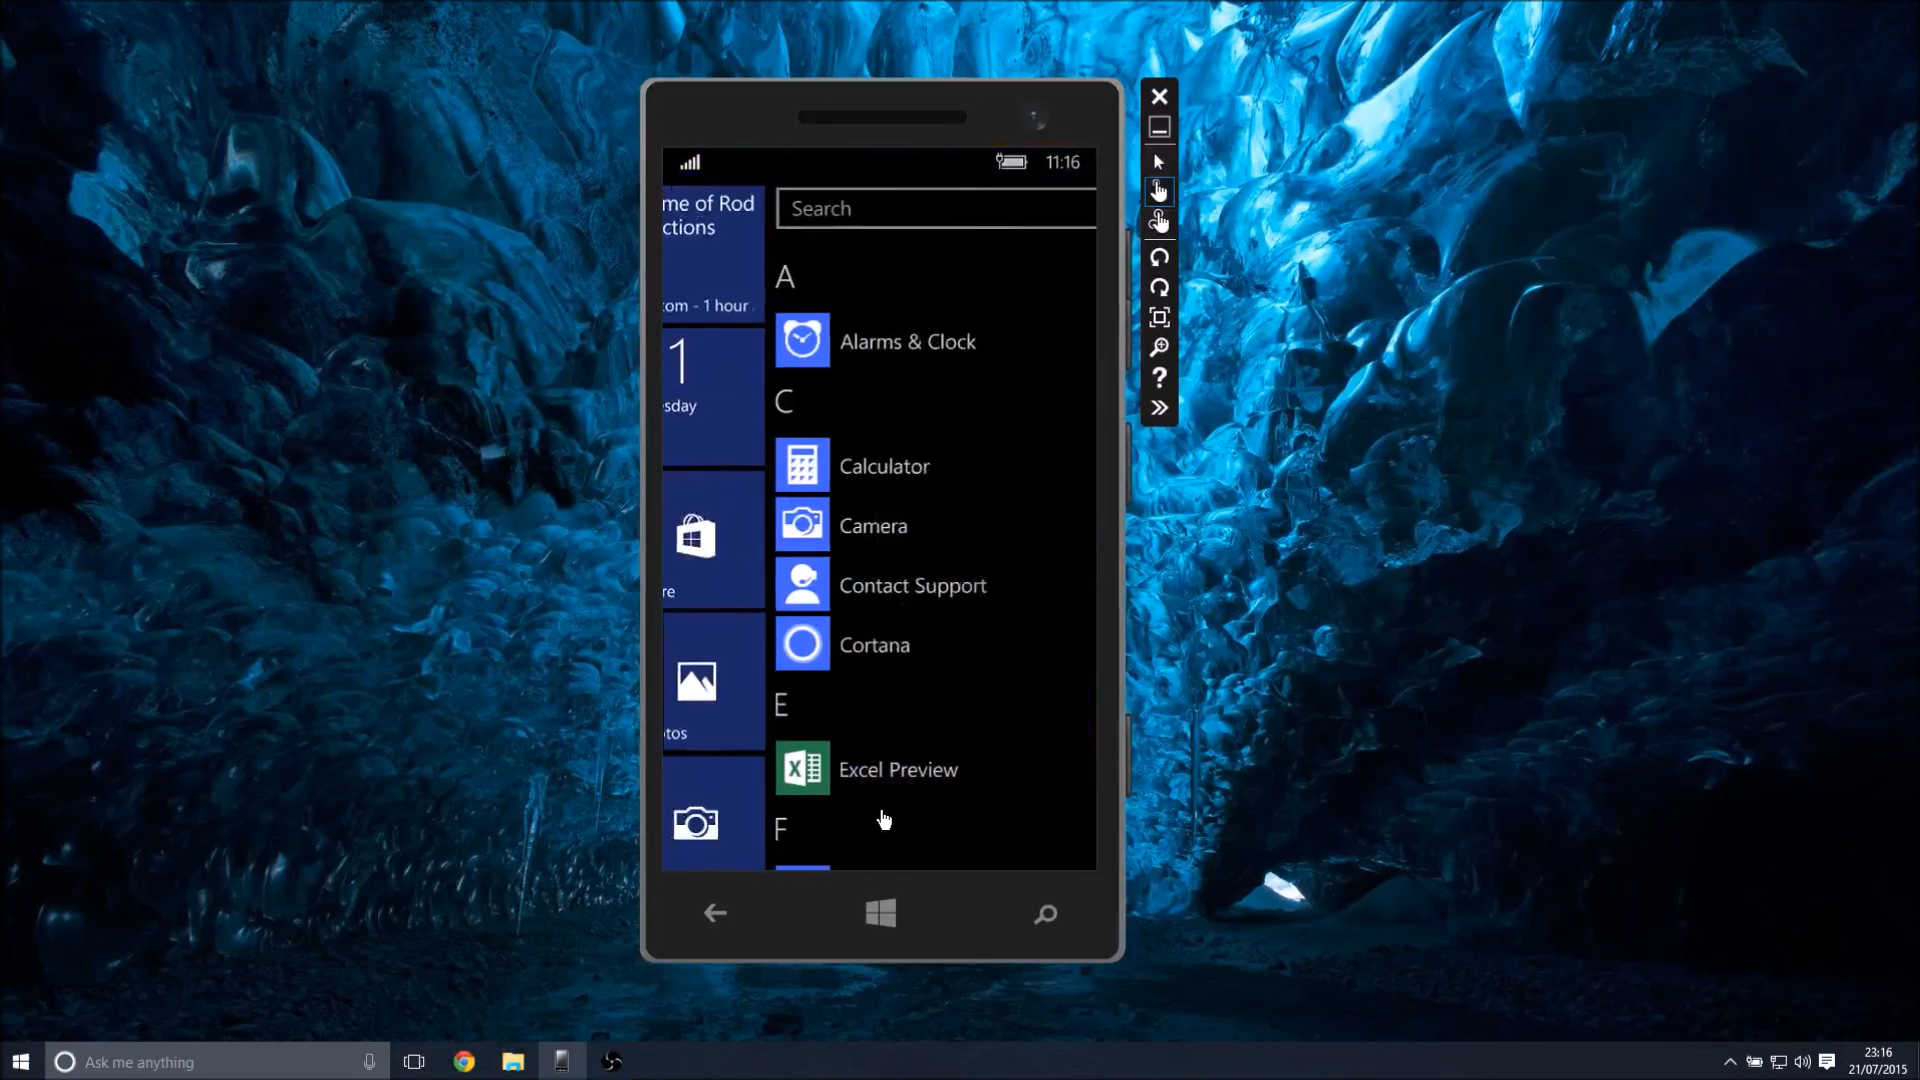 11:16
me of Rod
ctions
com - 1 hour
1
sday
re
tos
Search
A
Alarms & Clock
C
Calculator
Camera
Contact Support
Cortana
E
Excel Preview
F
?
Ask me anything
23:16
21/07/2015